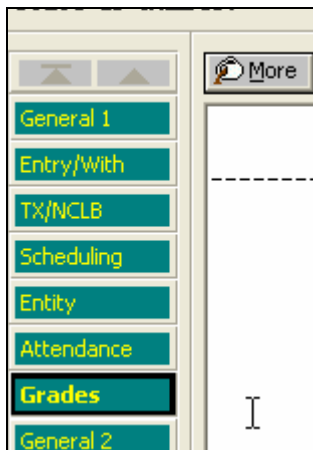 More
General 1
Entry/With
TX/NCLB
Scheduling
Entity
Attendance
Grades
General 2